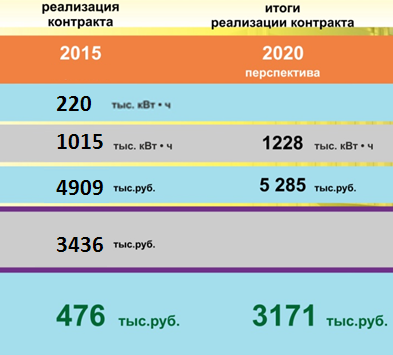 реализация контракта
итоги реализации контракта
2015
2020
перспектива
220 тыс. кВт • ч
1015 тыс. кВт • ч
1228 тыс. кВт • ч
4909 тыс.руб.
5 285 тыс.руб.
3436 тыс.руб.
476 тыс.руб.
3171 тыс.руб.